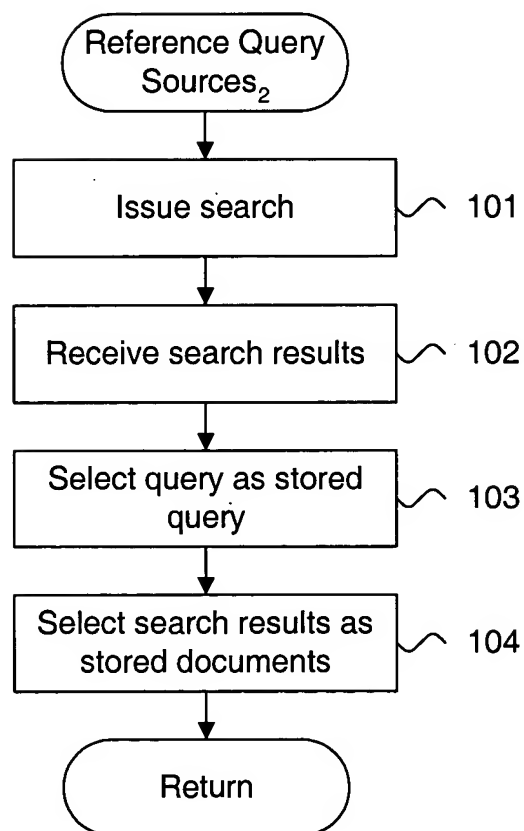 Reference Query
Sources₂
Issue search
101
Receive search results
102
Select query as stored
query
103
Select search results as
stored documents
104
Return